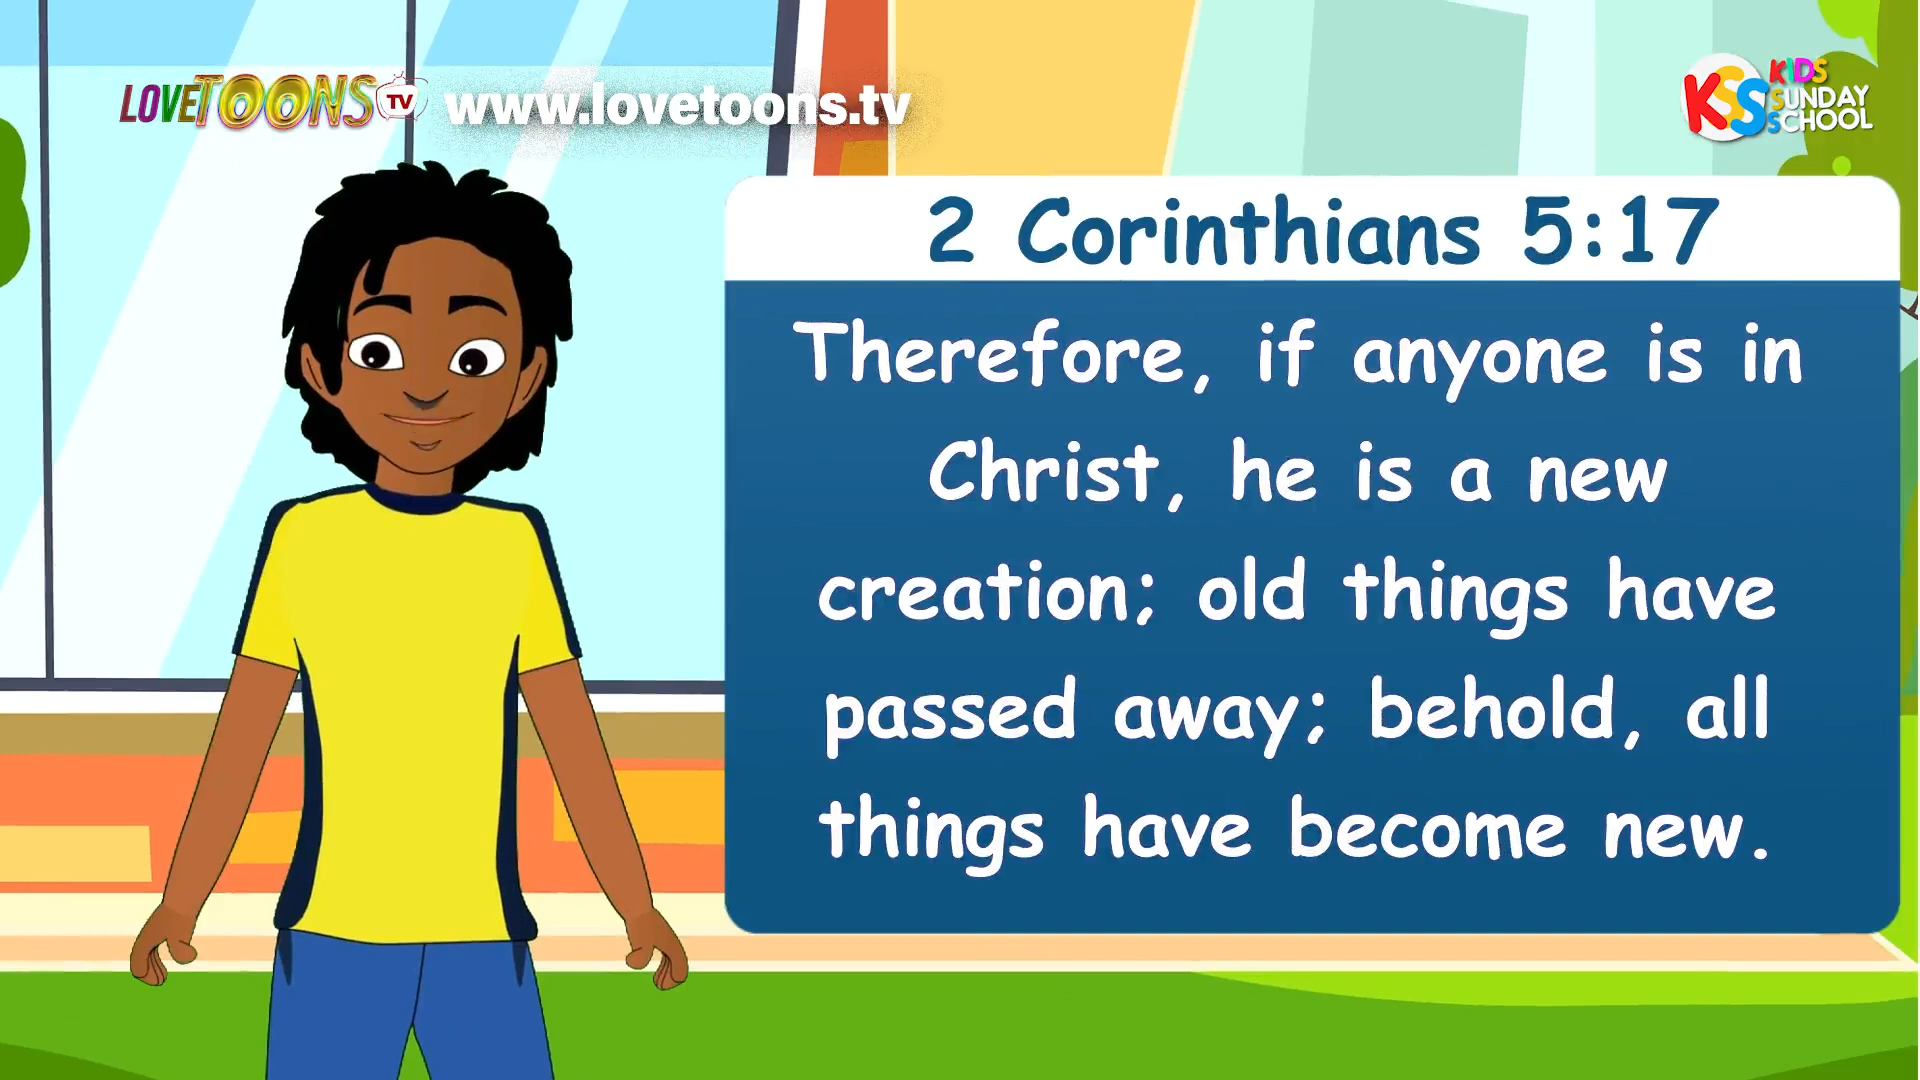 LOVETOONS TV www.lovetoons.tv
KSS KIDS
SUNDAY
SCHOOL
2 Corinthians 5:17
Therefore, if anyone is in
Christ, he is a new
creation; old things have
passed away; behold, all
things have become new.